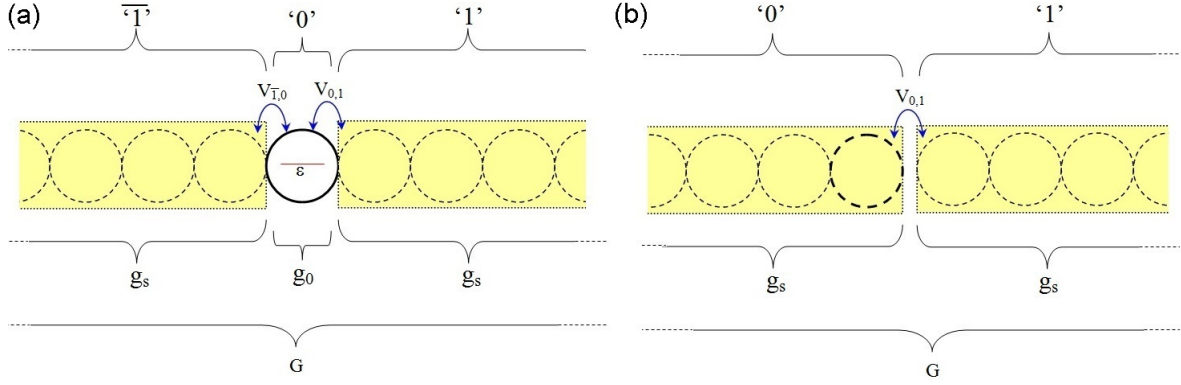 (a) '1̅' '0' '1'
V1̅,0 V0,1
ε
gs g0 gs
G
(b) '0' '1'
V0,1
gs gs
G